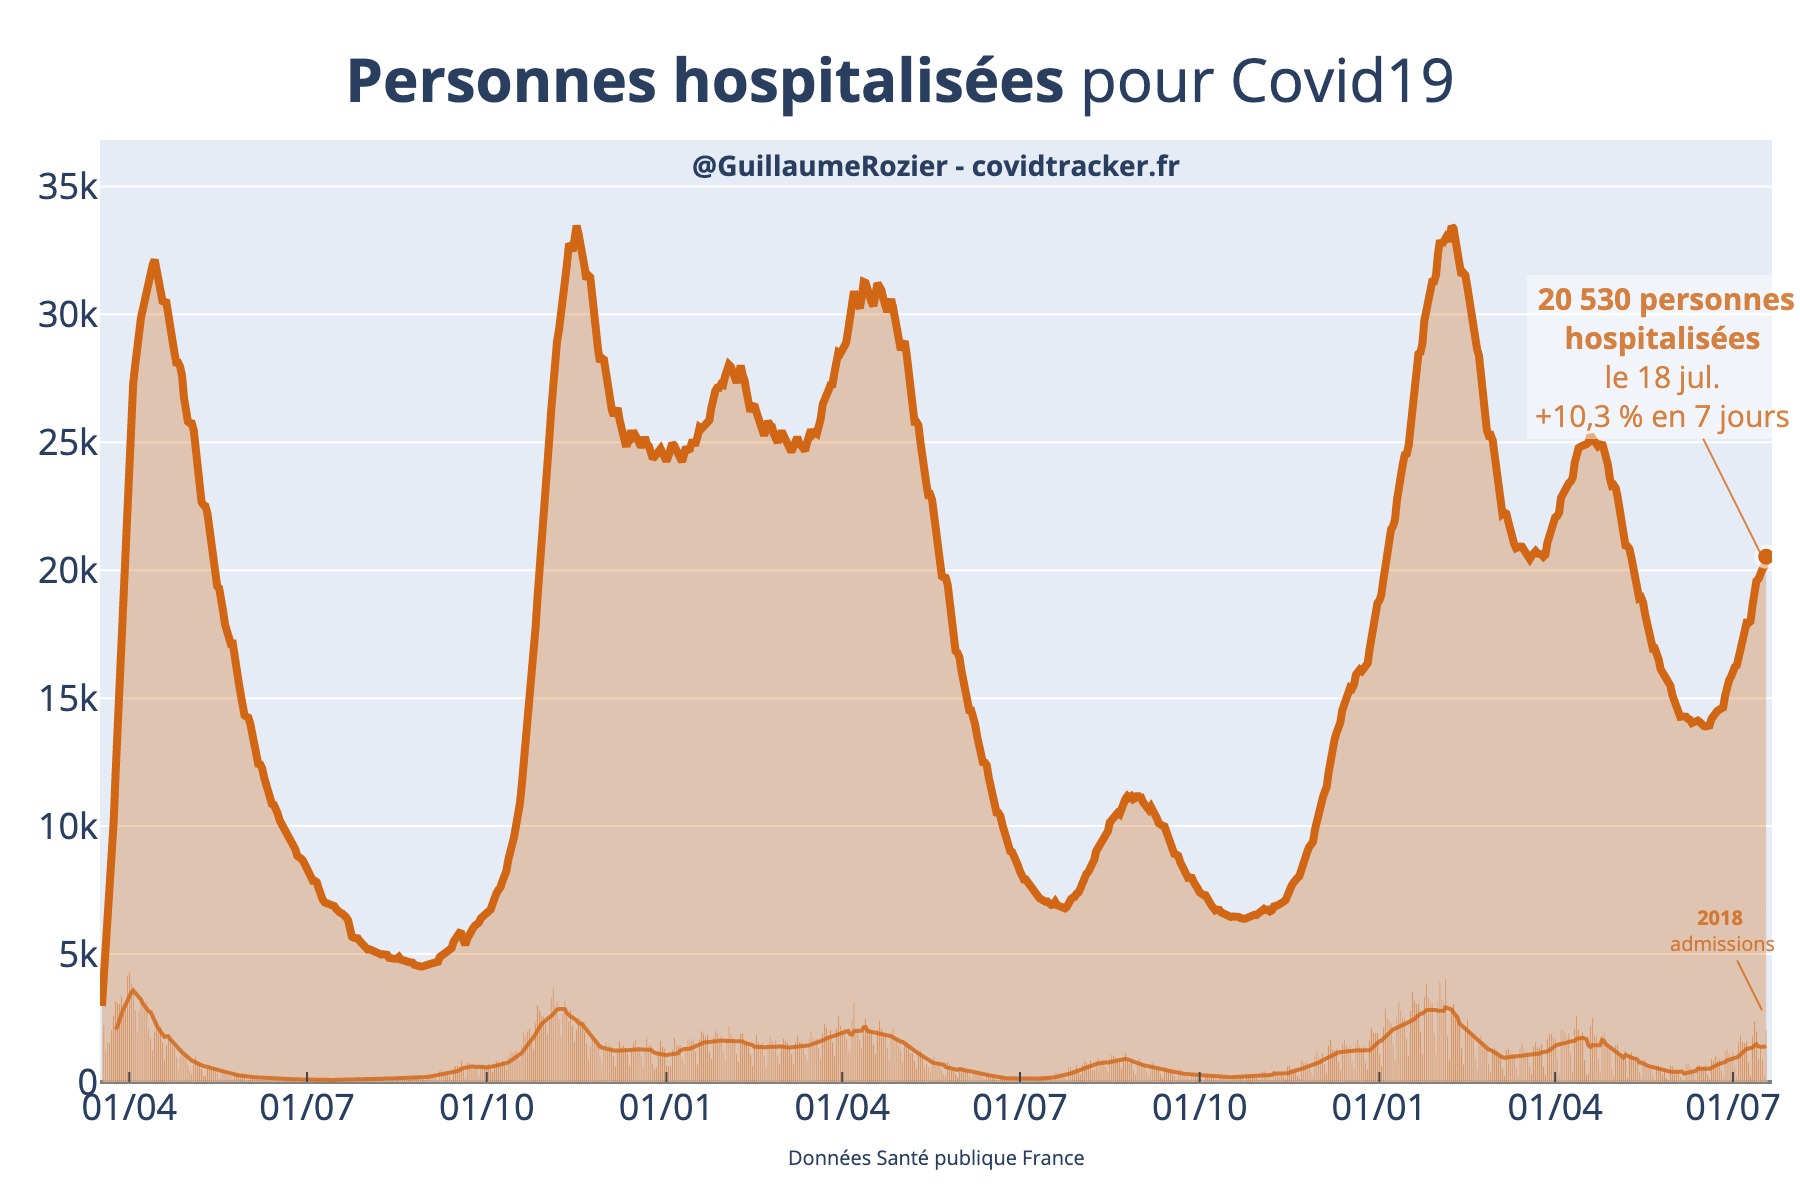 Personnes hospitalisées pour Covid19
@GuillaumeRozier - covidtracker.fr
35k
30k
25k
20k
15k
10k
5k
0
20 530 personnes
hospitalisées
le 18 jul.
+10,3 % en 7 jours
2018
admissions
01/04
01/07
01/10
01/01
01/04
01/07
01/10
01/01
01/04
01/07
Données Santé publique France